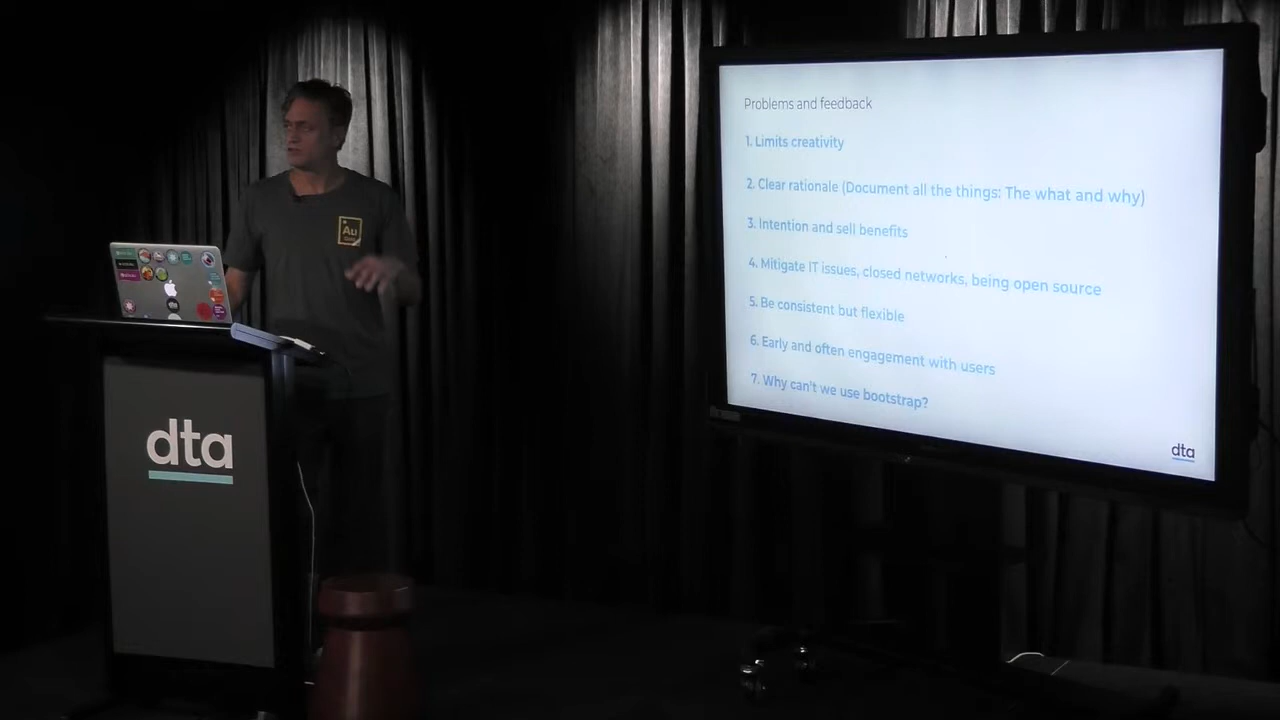 Problems and feedback
1. Limits creativity
2. Clear rationale (Document all the things: The what and why)
3. Intention and sell benefits
4. Mitigate IT issues, closed networks, being open source
5. Be consistent but flexible
6. Early and often engagement with users
7. Why can't we use bootstrap?
dta
Au
dta